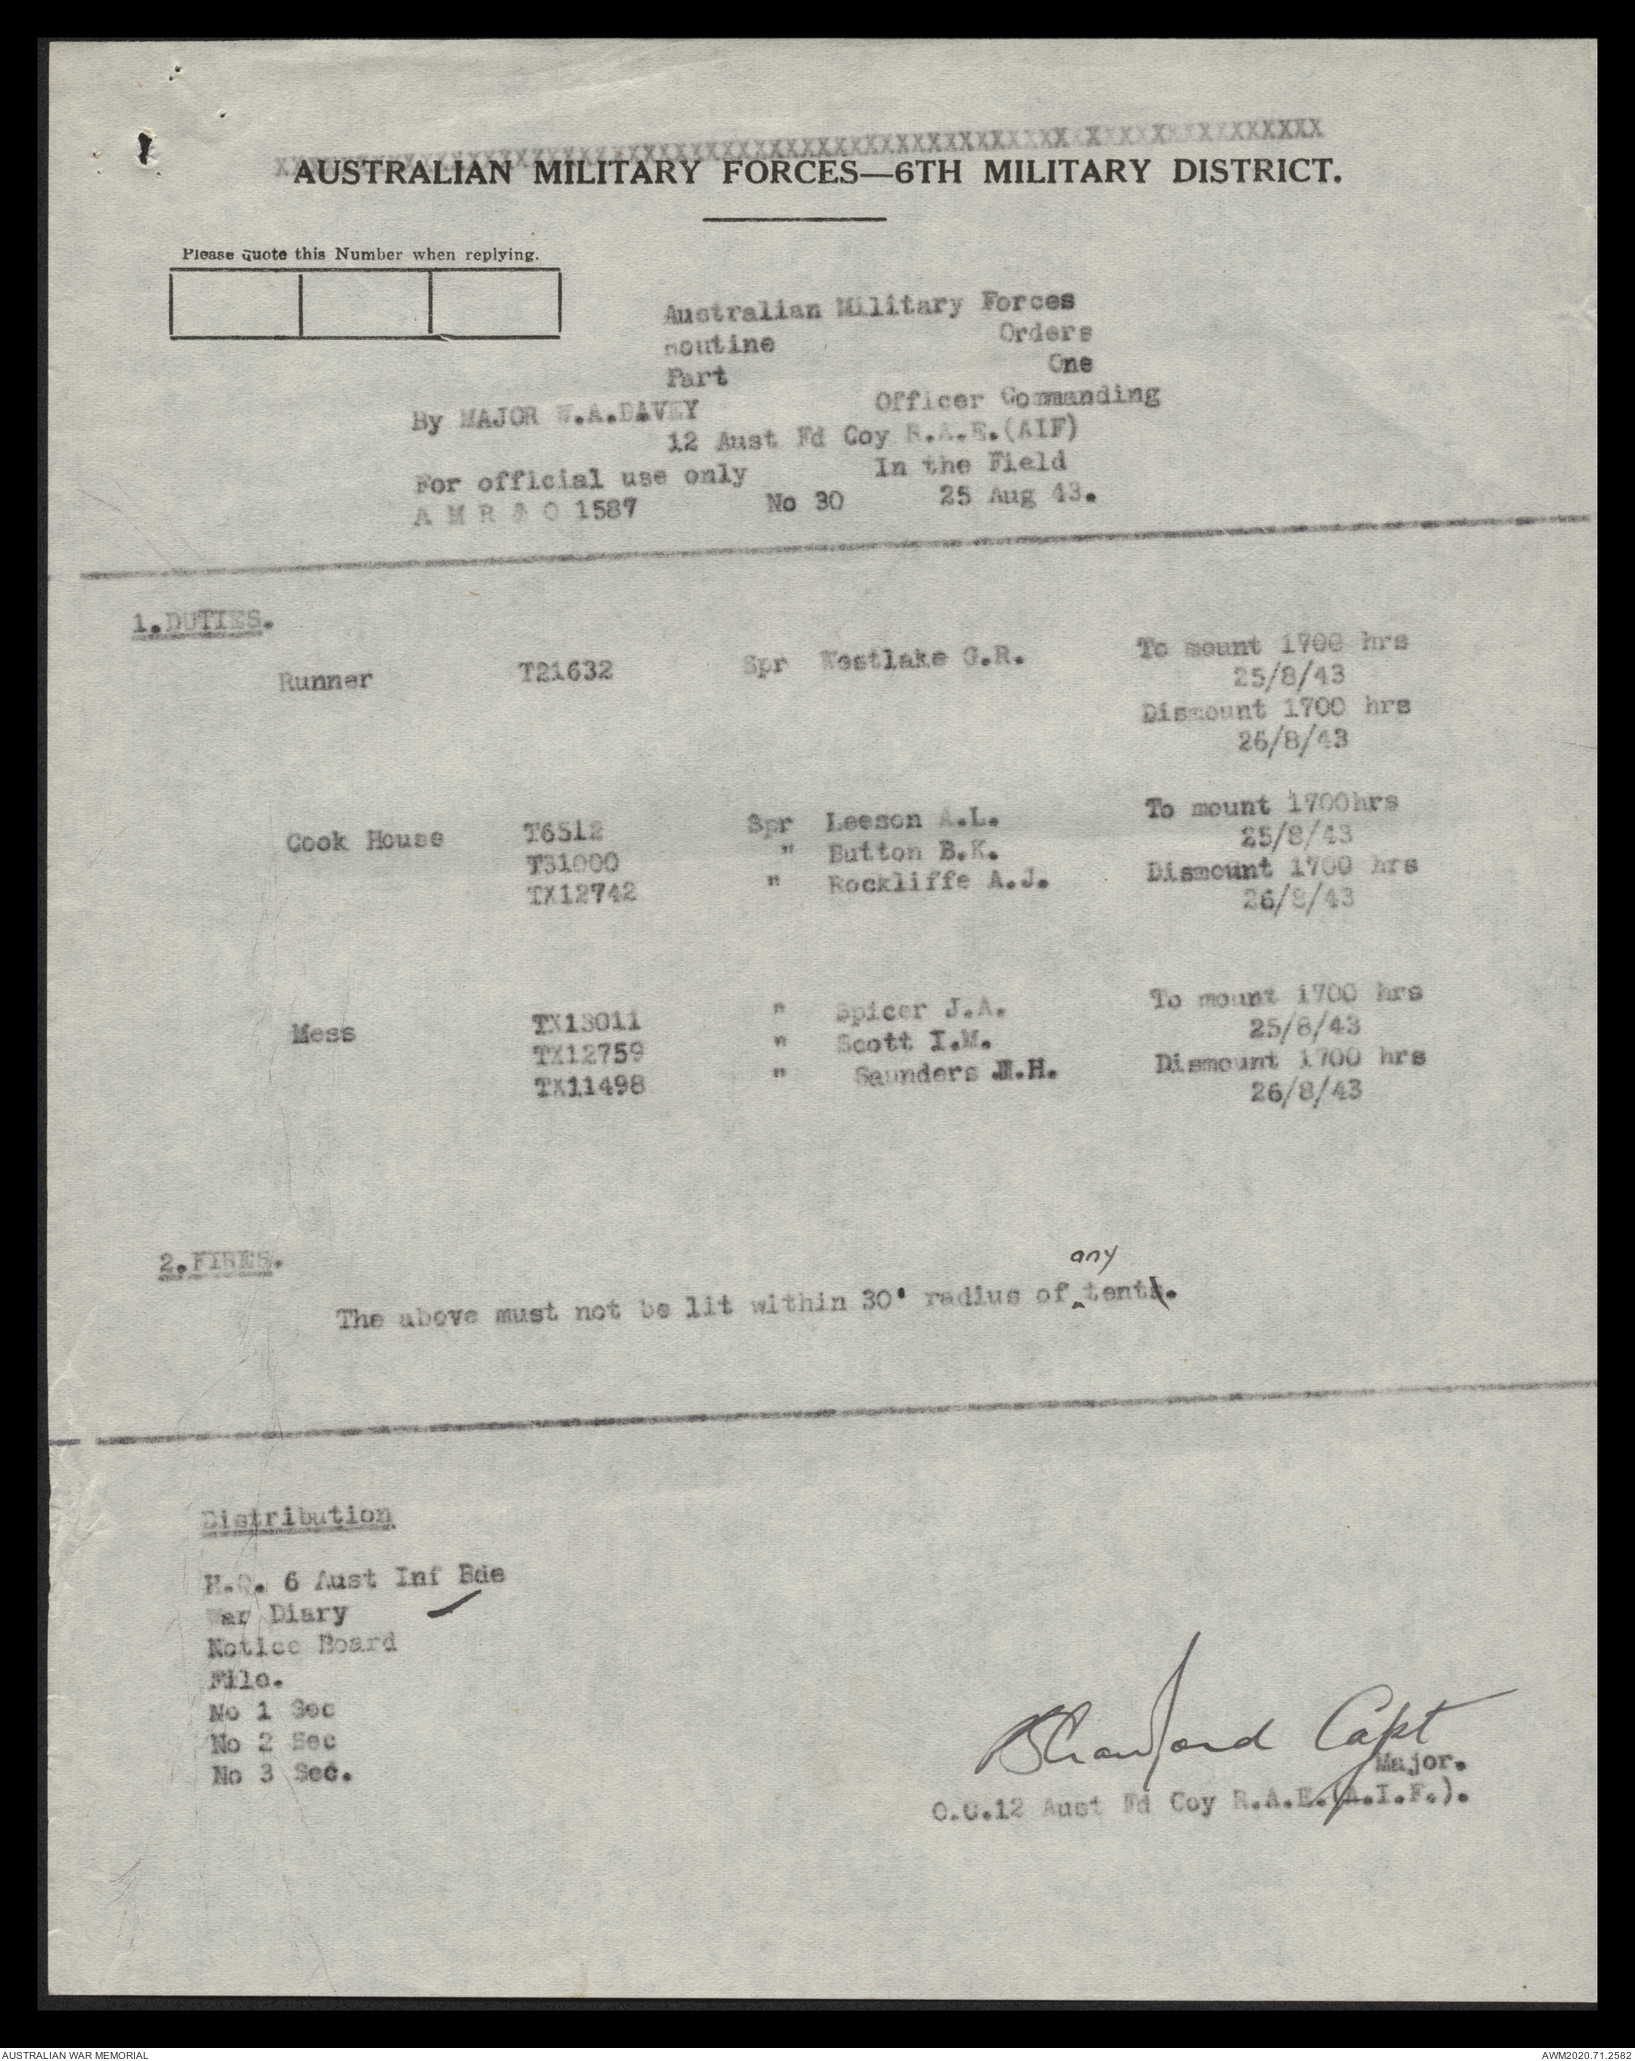 XXXXXXXXXXXXXXXXXXXXXXXXXXXXXXXXXXXXXXXXXXXXXXXXXXXXXXXXXXXXXX
AUSTRALIAN MILITARY FORCES—6TH MILITARY DISTRICT.
Please quote this Number when replying.
Australian Military Forces
Routine Orders
Part One
By MAJOR W.A.DAVEY Officer Commanding
12 Aust Fd Coy R.A.E.(AIF)
For official use only In the Field
A M R & O 1587 No 30 25 Aug 43.
1.DUTIES.
Runner T21632 Spr Westlake G.R. To mount 1700 hrs
25/8/43
Dismount 1700 hrs
26/8/43
Cook House T6512 Spr Leeson A.L. To mount 1700hrs
T31000 " Button B.K. 25/8/43
TX12742 " Rockliffe A.J. Dismount 1700 hrs
26/8/43
Mess TX13011 " Spicer J.A. To mount 1700 hrs
TX12759 " Scott I.M. 25/8/43
TX11498 " Saunders M.H. Dismount 1700 hrs
26/8/43
2.FIRES.
any
The above must not be lit within 30' radius of tents.
Distribution
H.Q. 6 Aust Inf Bde
War Diary
Notice Board
File.
No 1 Sec
No 2 Sec
No 3 Sec.
Crawford Capt
Major.
O.C.12 Aust Fd Coy R.A.E.(A.I.F.).
AUSTRALIAN WAR MEMORIAL
AWM2020.71.2582